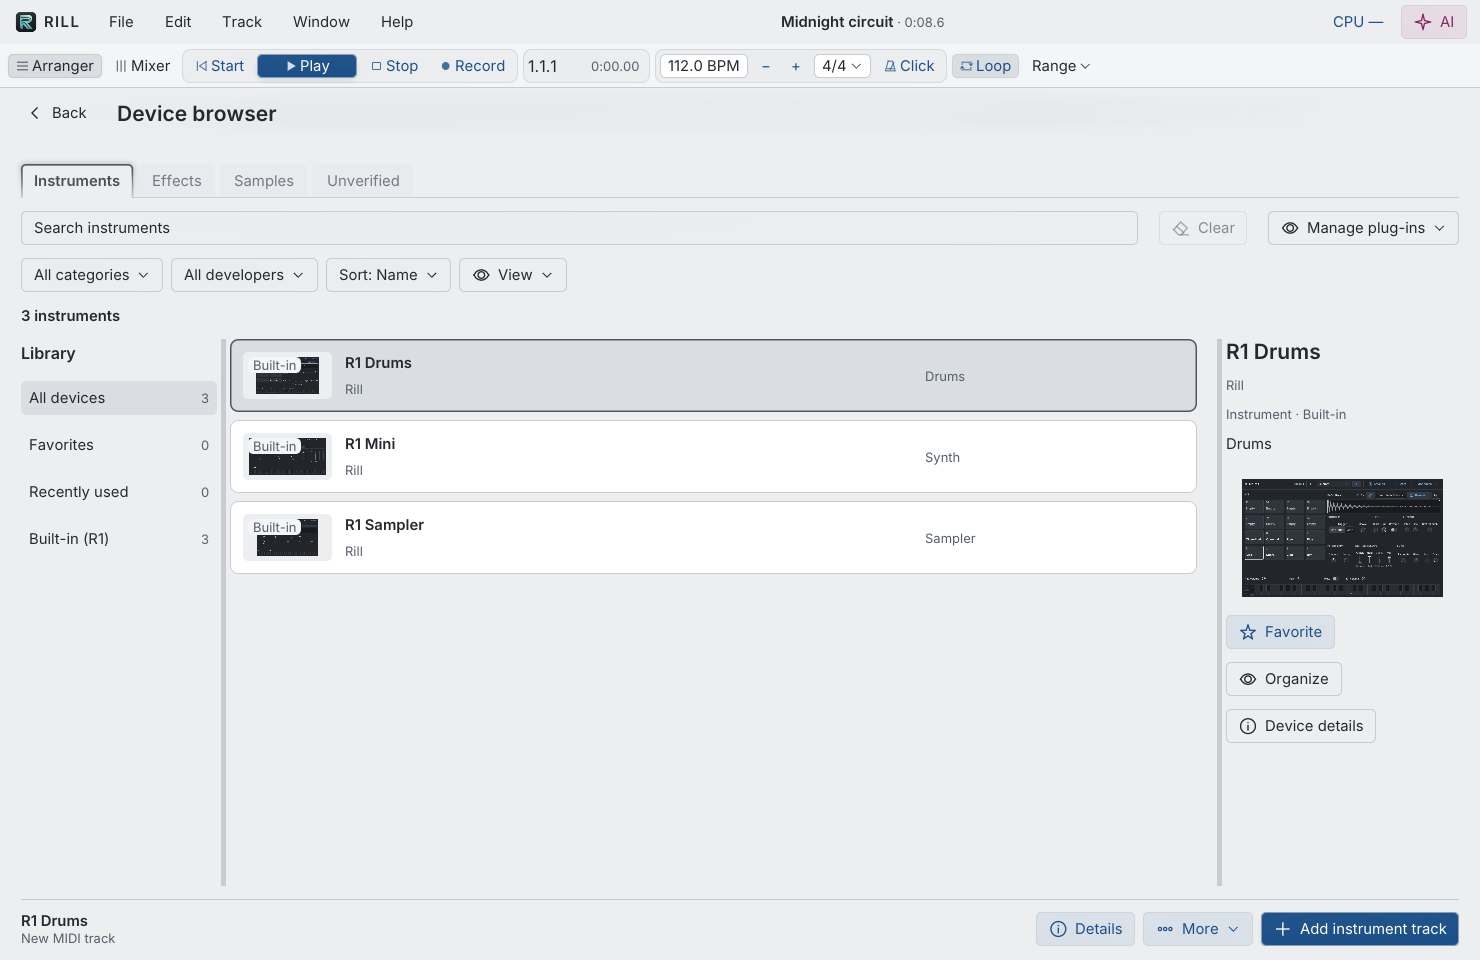 RILL File Edit Track Window Help Midnight circuit · 0:08.6 CPU — AI
Arranger Mixer Start Play Stop Record 1.1.1 0:00.00 112.0 BPM − + 4/4 Click Loop Range
Back Device browser
Instruments Effects Samples Unverified
Search instruments Clear Manage plug-ins
All categories All developers Sort: Name View
3 instruments
Library
All devices 3
Favorites 0
Recently used 0
Built-in (R1) 3
Built-in R1 Drums
Rill
Drums
Built-in R1 Mini
Rill
Synth
Built-in R1 Sampler
Rill
Sampler
R1 Drums
Rill
Instrument · Built-in
Drums
Favorite
Organize
Device details
R1 Drums
New MIDI track
Details More Add instrument track